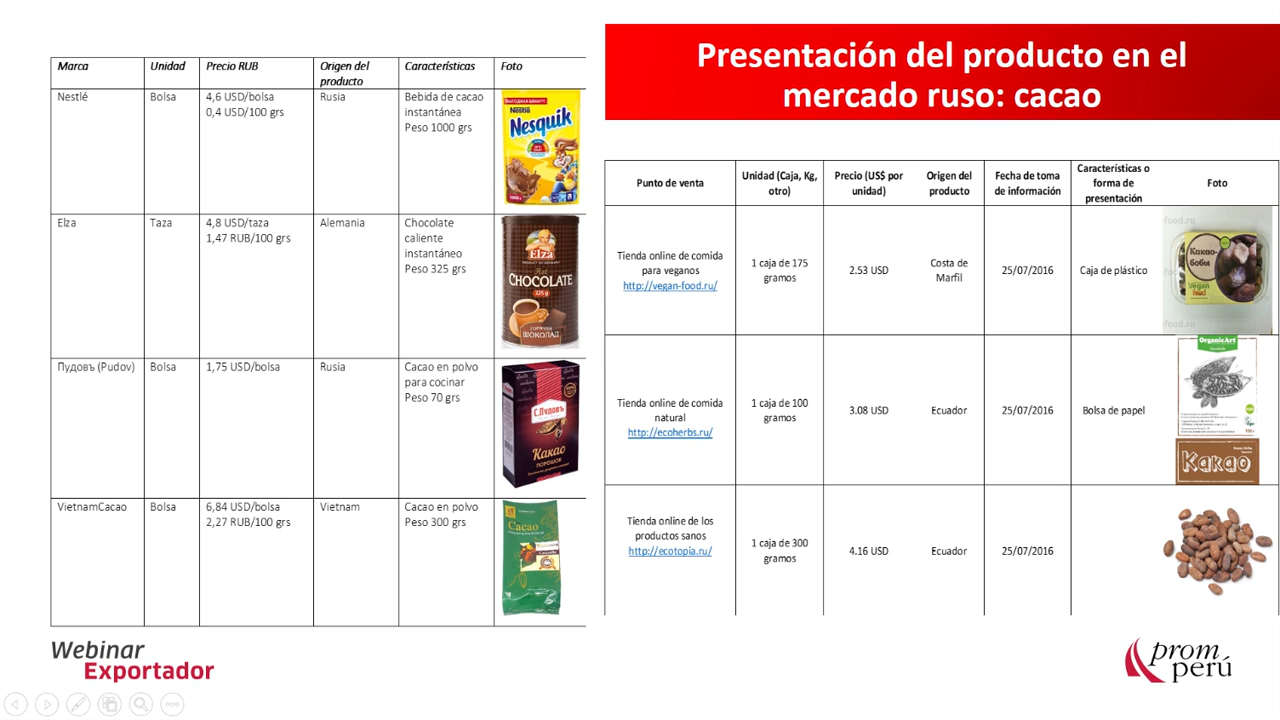 Presentación del producto en el
mercado ruso: cacao
Marca
Unidad
Precio RUB
Origen del
producto
Características
Foto
Nestlé
Bolsa
4,6 USD/bolsa
0,4 USD/100 grs
Rusia
Bebida de cacao
instantánea
Peso 1000 grs
Nestlé
Nesquik
Elza
Taza
4,8 USD/taza
1,47 RUB/100 grs
Alemania
Chocolate
caliente
instantáneo
Peso 325 grs
Elza
Hot
CHOCOLATE
325 g
ГОРЯЧИЙ
ШОКОЛАД
Пудовъ (Pudov)
Bolsa
1,75 USD/bolsa
Rusia
Cacao en polvo
para cocinar
Peso 70 grs
С.Пудовъ
Какао
ПОРОШОК
VietnamCacao
Bolsa
6,84 USD/bolsa
2,27 RUB/100 grs
Vietnam
Cacao en polvo
Peso 300 grs
Cacao
Punto de venta
Unidad (Caja, Kg,
otro)
Precio (US$ por
unidad)
Origen del
producto
Fecha de toma
de información
Características o
forma de
presentación
Foto
Tienda online de comida
para veganos
http://vegan-food.ru/
1 caja de 175
gramos
2.53 USD
Costa de
Marfil
25/07/2016
Caja de plástico
food.ru
Какао-
бобы
Vegan
food
food.ru
Tienda online de comida
natural
http://ecoherbs.ru/
1 caja de 100
gramos
3.08 USD
Ecuador
25/07/2016
Bolsa de papel
OrganicArt
Какао
Tienda online de los
productos sanos
http://ecotopia.ru/
1 caja de 300
gramos
4.16 USD
Ecuador
25/07/2016
Webinar
Exportador
prom
perú